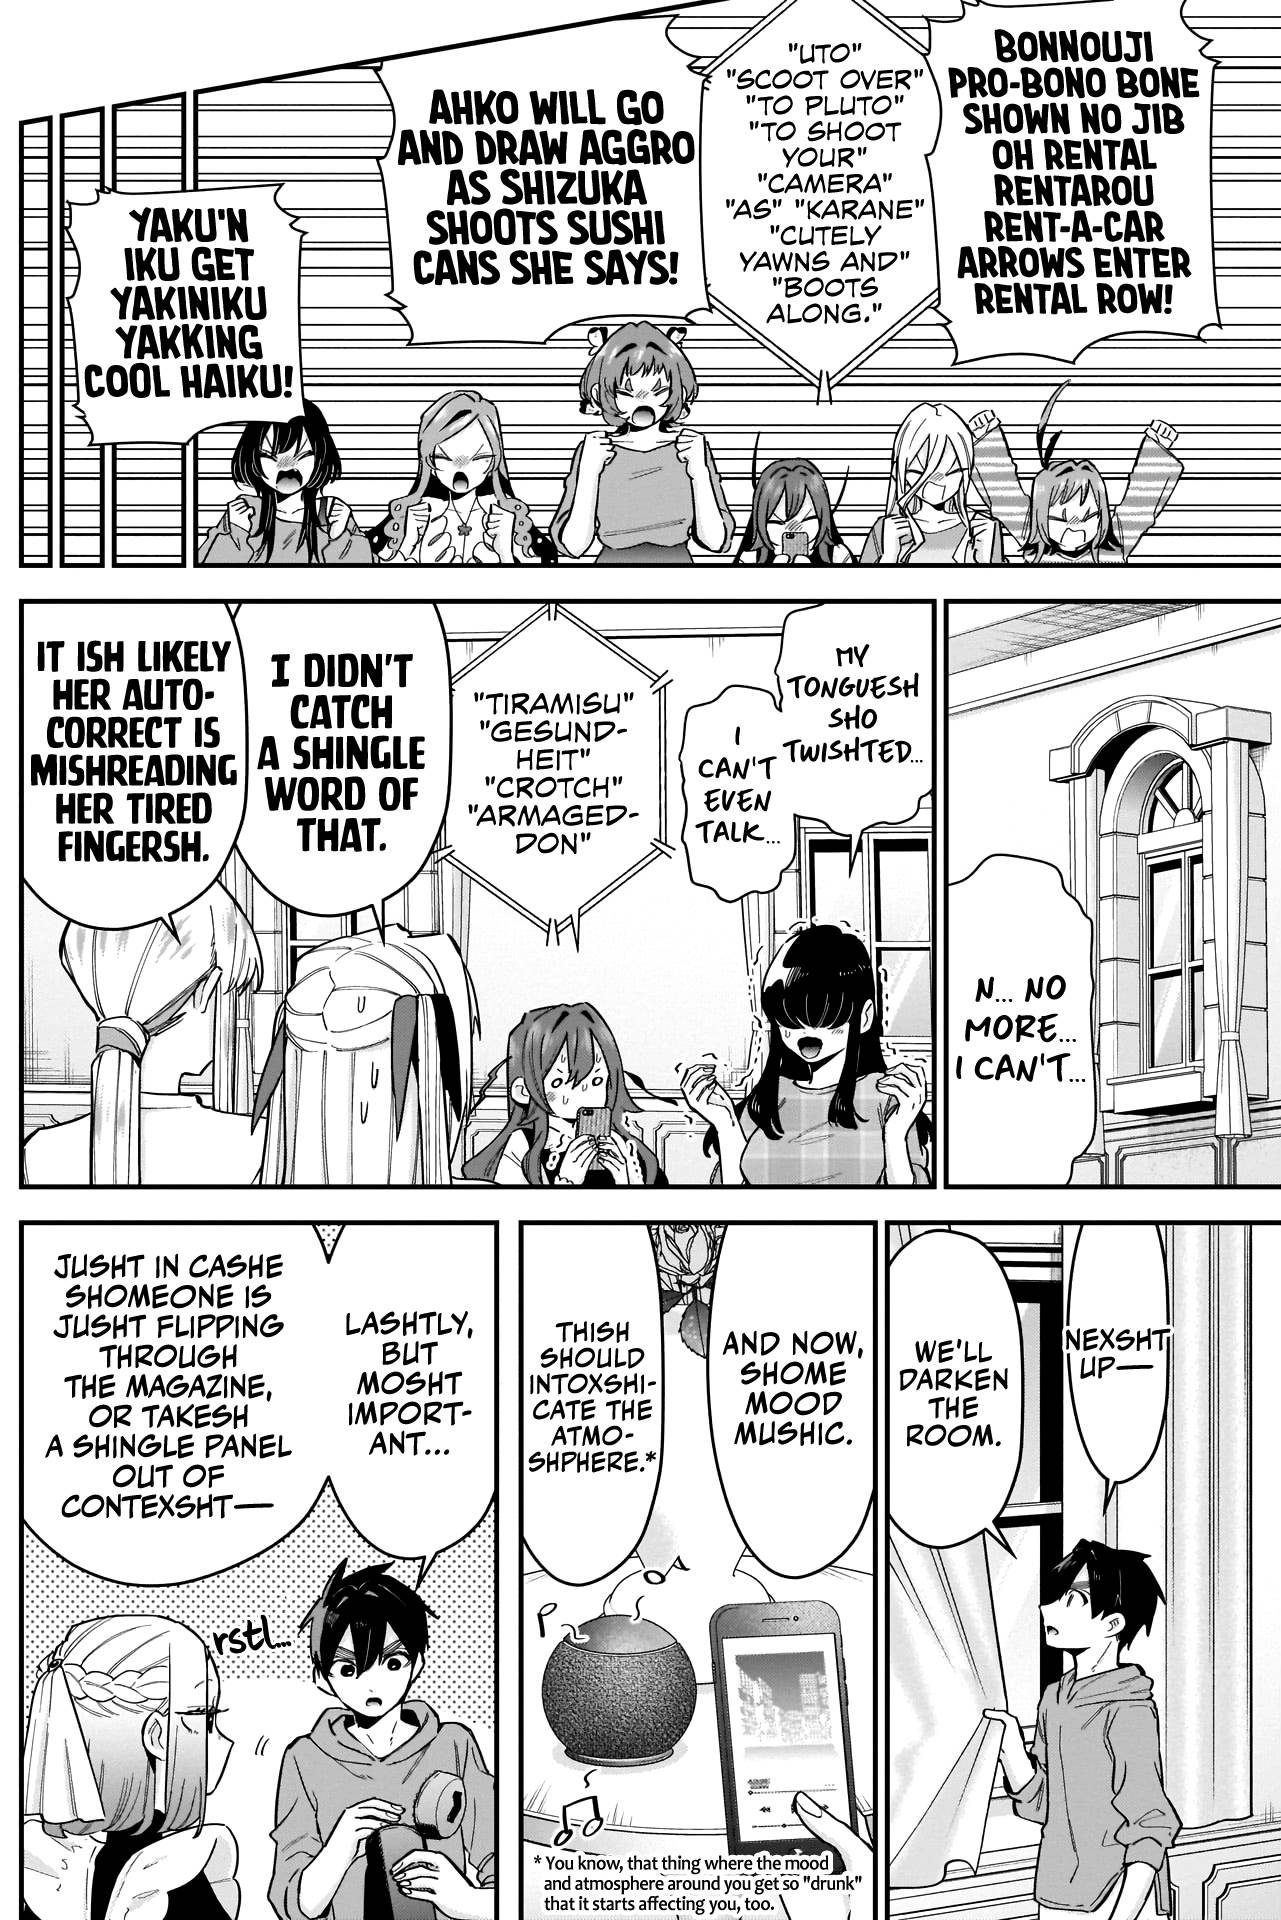 BONNOUJI
PRO-BONO BONE
SHOWN NO JIB
OH RENTAL
RENTAROU
RENT-A-CAR
ARROWS ENTER
RENTAL ROW!
"UTO"
"SCOOT OVER"
"TO PLUTO"
"TO SHOOT
YOUR"
"CAMERA"
"AS" "KARANE"
"CUTELY
YAWNS AND"
"BOOTS
ALONG."
AHKO WILL GO
AND DRAW AGGRO
AS SHIZUKA
SHOOTS SUSHI
CANS SHE SAYS!
YAKU'N
IKU GET
YAKINIKU
YAKKING
COOL HAIKU!
N... NO
MORE...
I CAN'T...
MY
TONGUESH
SHO
TWISHTED...
I
CAN'T
EVEN
TALK...
"TIRAMISU"
"GESUND-
HEIT"
"CROTCH"
"ARMAGED-
DON"
I DIDN'T
CATCH
A SHINGLE
WORD OF
THAT.
IT ISH LIKELY
HER AUTO-
CORRECT IS
MISHREADING
HER TIRED
FINGERSH.
NEXSHT
UP—
WE'LL
DARKEN
THE
ROOM.
AND NOW,
SHOME
MOOD
MUSHIC.
THISH
SHOULD
INTOXSHI-
CATE THE
ATMO-
SHPHERE.*
* You know, that thing where the mood
and atmosphere around you get so "drunk"
that it starts affecting you, too.
LASHTLY,
BUT
MOSHT
IMPORT-
ANT...
JUSHT IN CASHE
SHOMEONE IS
JUSHT FLIPPING
THROUGH
THE MAGAZINE,
OR TAKESH
A SHINGLE PANEL
OUT OF
CONTEXSHT—
rstl...